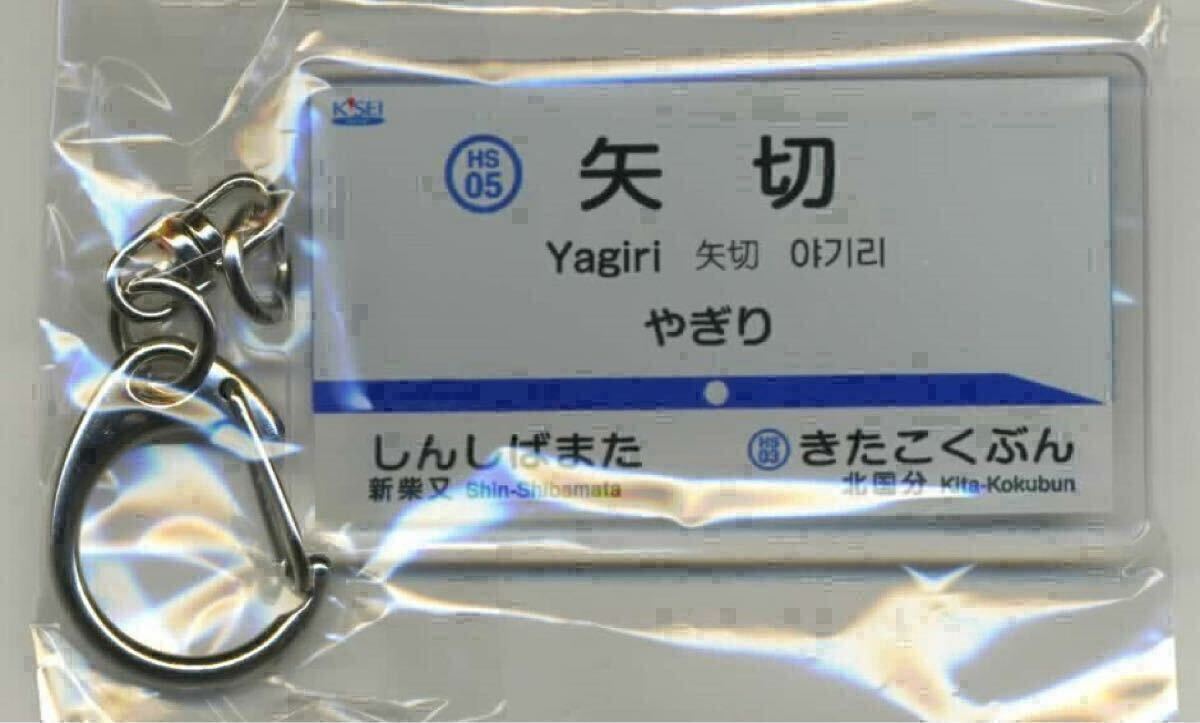 KSEI
HS
05
矢切
Yagiri 矢切 야기리
やぎり
しんしばまた
新柴又 Shin-Shibamata
HS
03
きたこくぶん
北国分 Kita-Kokubun